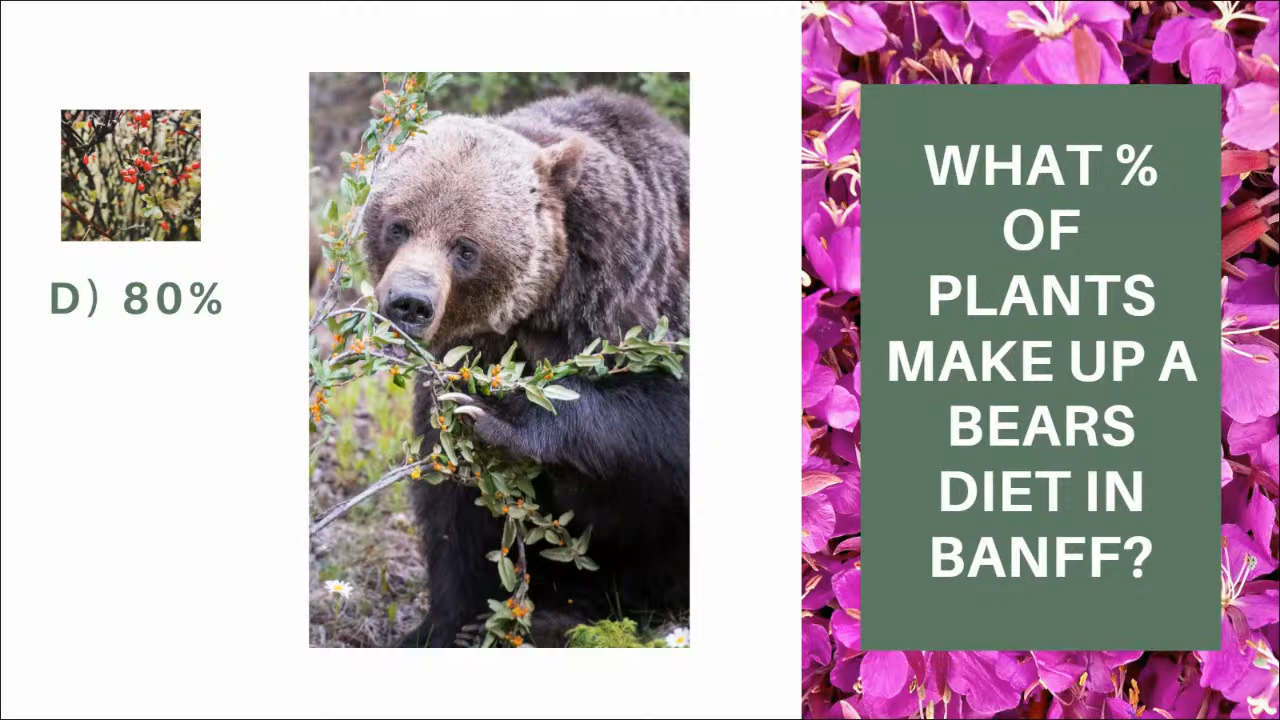 D) 80%
WHAT %
OF
PLANTS
MAKE UP A
BEARS
DIET IN
BANFF?